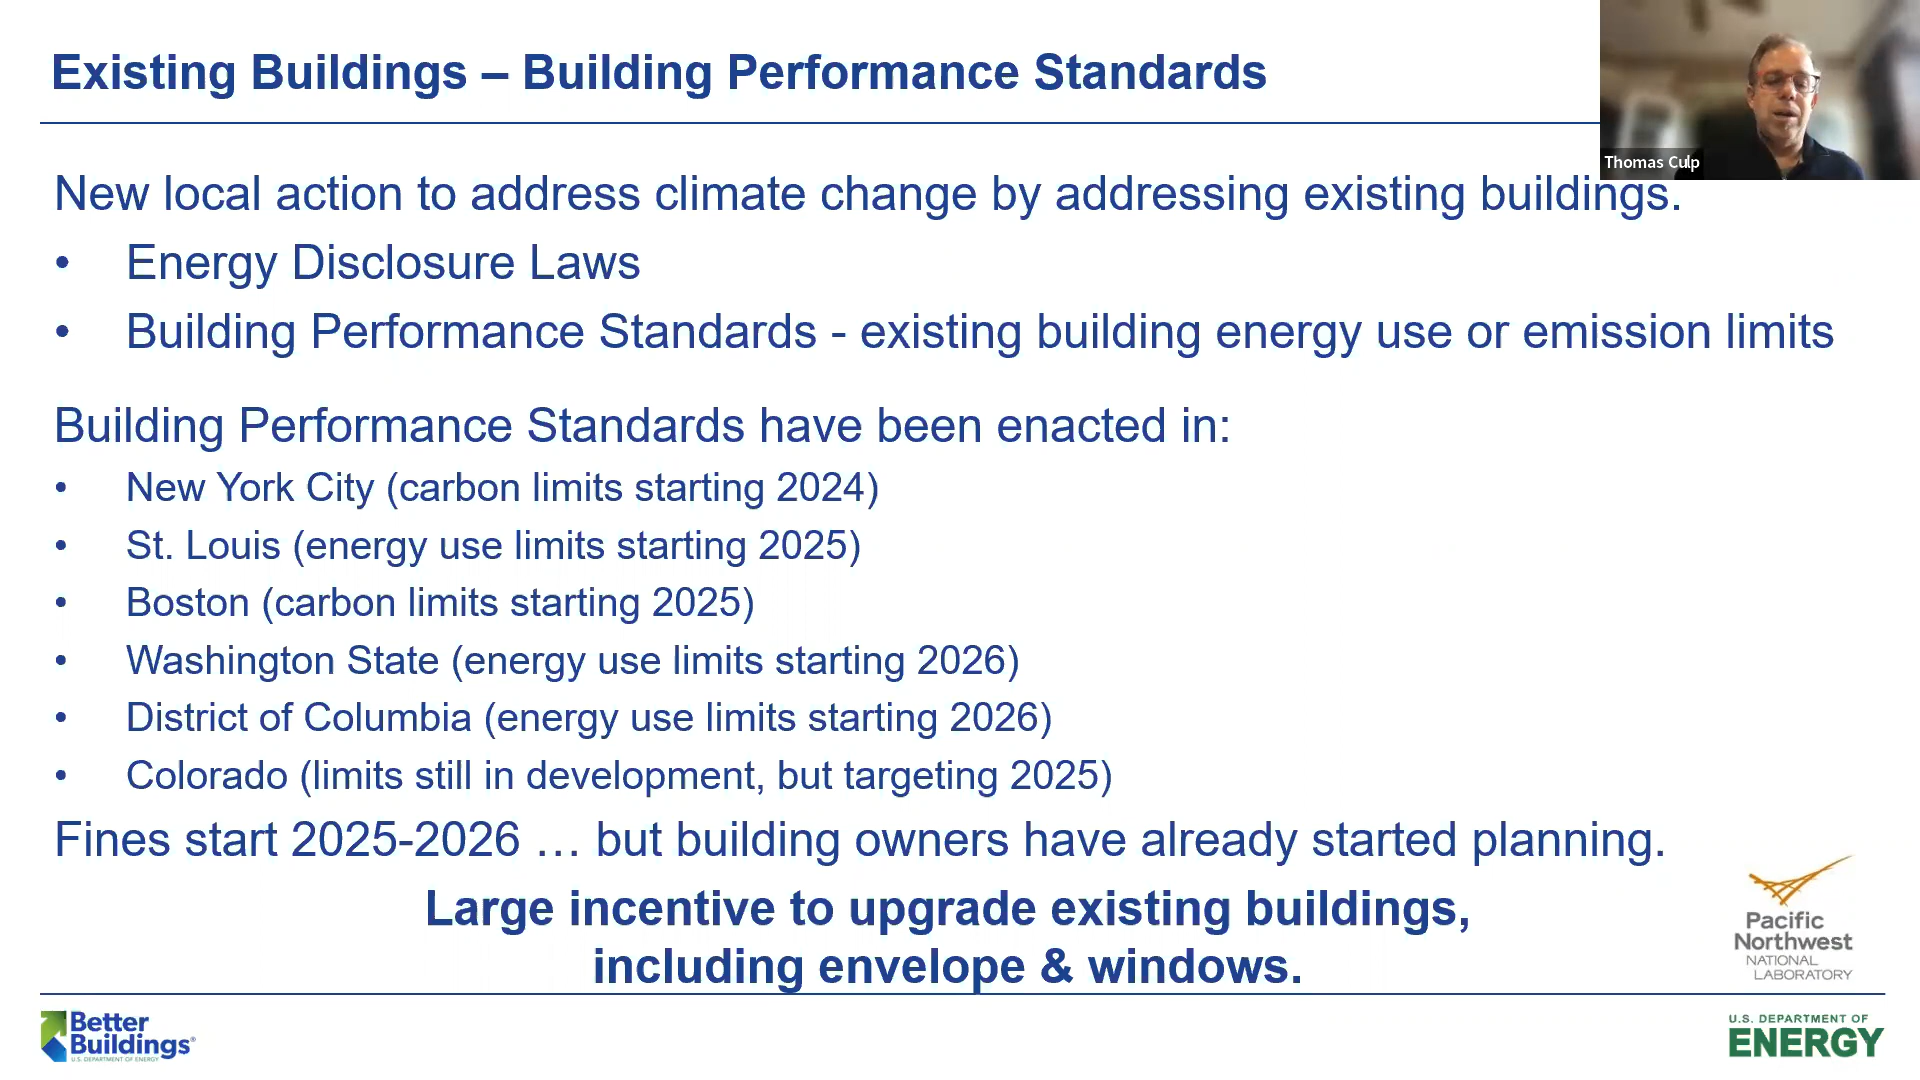 Existing Buildings – Building Performance Standards
Thomas Culp
New local action to address climate change by addressing existing buildings.
• Energy Disclosure Laws
• Building Performance Standards - existing building energy use or emission limits
Building Performance Standards have been enacted in:
• New York City (carbon limits starting 2024)
• St. Louis (energy use limits starting 2025)
• Boston (carbon limits starting 2025)
• Washington State (energy use limits starting 2026)
• District of Columbia (energy use limits starting 2026)
• Colorado (limits still in development, but targeting 2025)
Fines start 2025-2026 … but building owners have already started planning.
Large incentive to upgrade existing buildings,
including envelope & windows.
Pacific
Northwest
NATIONAL
LABORATORY
Better
Buildings®
U.S. DEPARTMENT OF ENERGY
U.S. DEPARTMENT OF
ENERGY